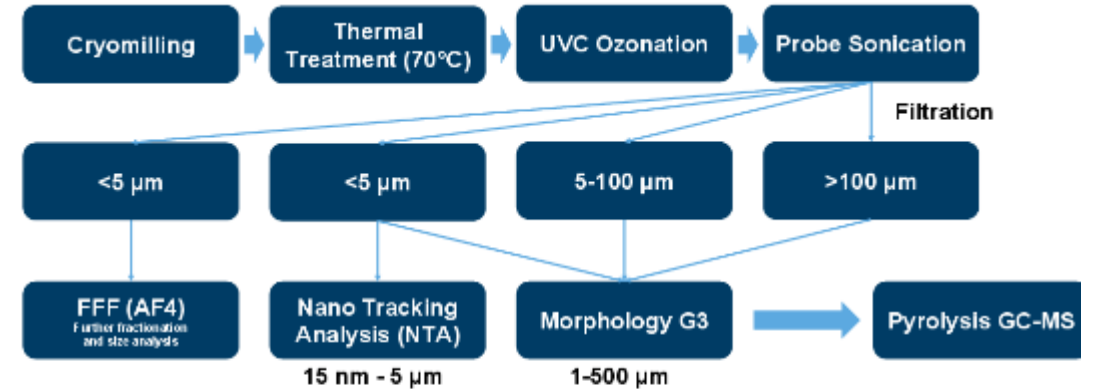 Cryomilling
Thermal
Treatment (70°C)
UVC Ozonation
Probe Sonication
Filtration
<5 μm
<5 μm
5-100 μm
>100 μm
FFF (AF4)
Further fractionation
and size analysis
Nano Tracking
Analysis (NTA)
Morphology G3
Pyrolysis GC-MS
15 nm - 5 μm
1-500 μm